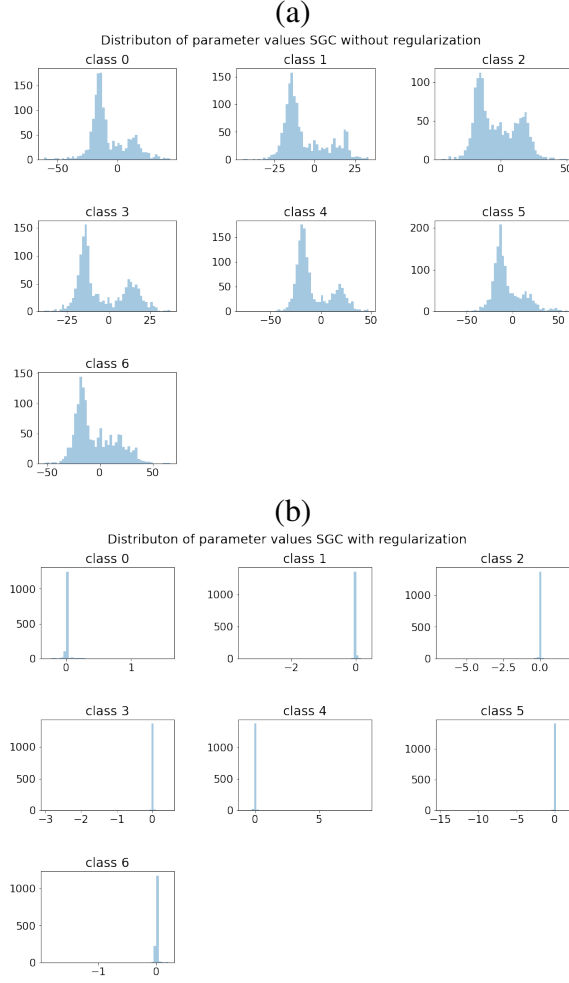 (a)
Distributon of parameter values SGC without regularization
class 0 class 1 class 2
150
100
50
0
−50 0
150
100
50
0
−25 0 25
100
50
0
0 50
class 3 class 4 class 5
150
100
50
0
−25 0 25
150
100
50
0
−50 0 50
200
100
0
−50 0 50
class 6
150
100
50
0
−50 0 50
(b)
Distributon of parameter values SGC with regularization
class 0 class 1 class 2
1000
500
0
0 1
1000
500
0
−2 0
1000
500
0
−5.0 −2.5 0.0
class 3 class 4 class 5
1000
500
0
−3 −2 −1 0
1000
500
0
0 5
1000
500
0
−15 −10 −5 0
class 6
1000
500
0
−1 0